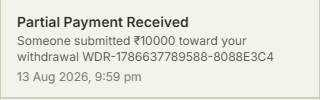 Partial Payment Received
Someone submitted ₹10000 toward your
withdrawal WDR-1786637789588-8088E3C4
13 Aug 2026, 9:59 pm